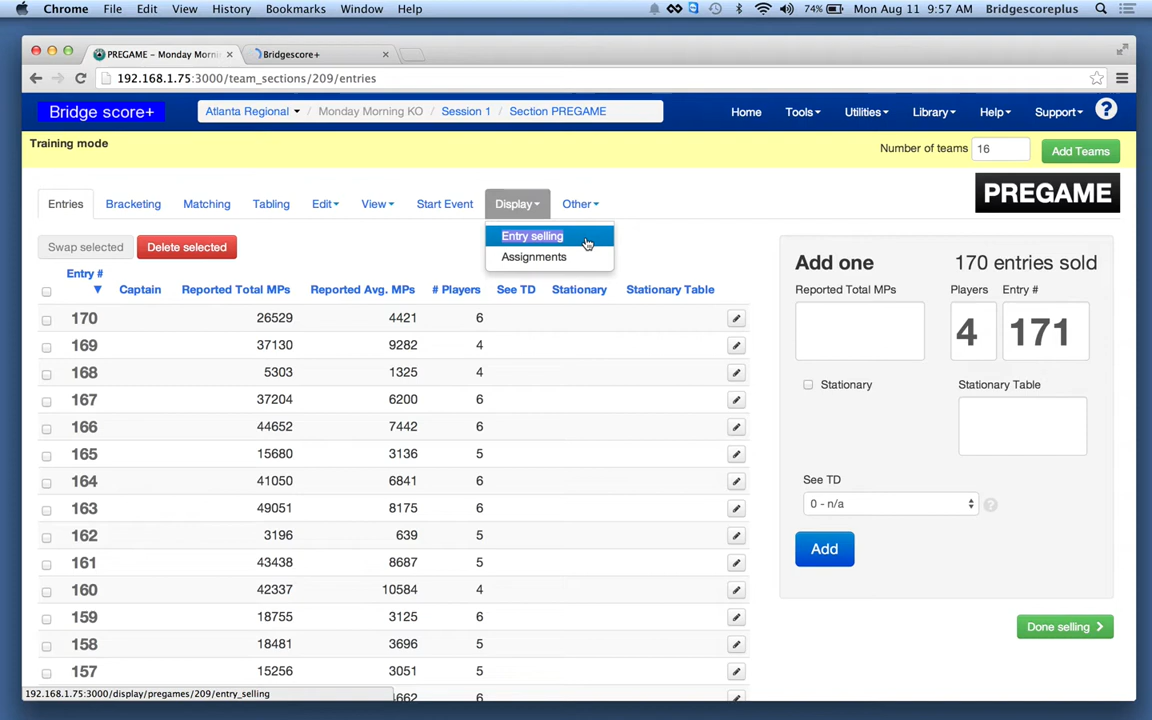 Chrome File Edit View History Bookmarks Window Help 74% Mon Aug 11 9:57 AM Bridgescoreplus
PREGAME – Monday Morni Bridgescore+
192.168.1.75:3000/team_sections/209/entries
Bridge score+ Atlanta Regional / Monday Morning KO / Session 1 / Section PREGAME Home Tools Utilities Library Help Support ?
Training mode Number of teams 16 Add Teams
PREGAME
Entries Bracketing Matching Tabling Edit View Start Event Display Other
Entry selling
Assignments
Swap selected Delete selected
Entry # Captain Reported Total MPs Reported Avg. MPs # Players See TD Stationary Stationary Table
170 26529 4421 6
169 37130 9282 4
168 5303 1325 4
167 37204 6200 6
166 44652 7442 6
165 15680 3136 5
164 41050 6841 6
163 49051 8175 6
162 3196 639 5
161 43438 8687 5
160 42337 10584 4
159 18755 3125 6
158 18481 3696 5
157 15256 3051 5
4662 6
Add one 170 entries sold
Reported Total MPs Players Entry #
4 171
Stationary Stationary Table
See TD
0 - n/a ?
Add
Done selling
192.168.1.75:3000/display/pregames/209/entry_selling